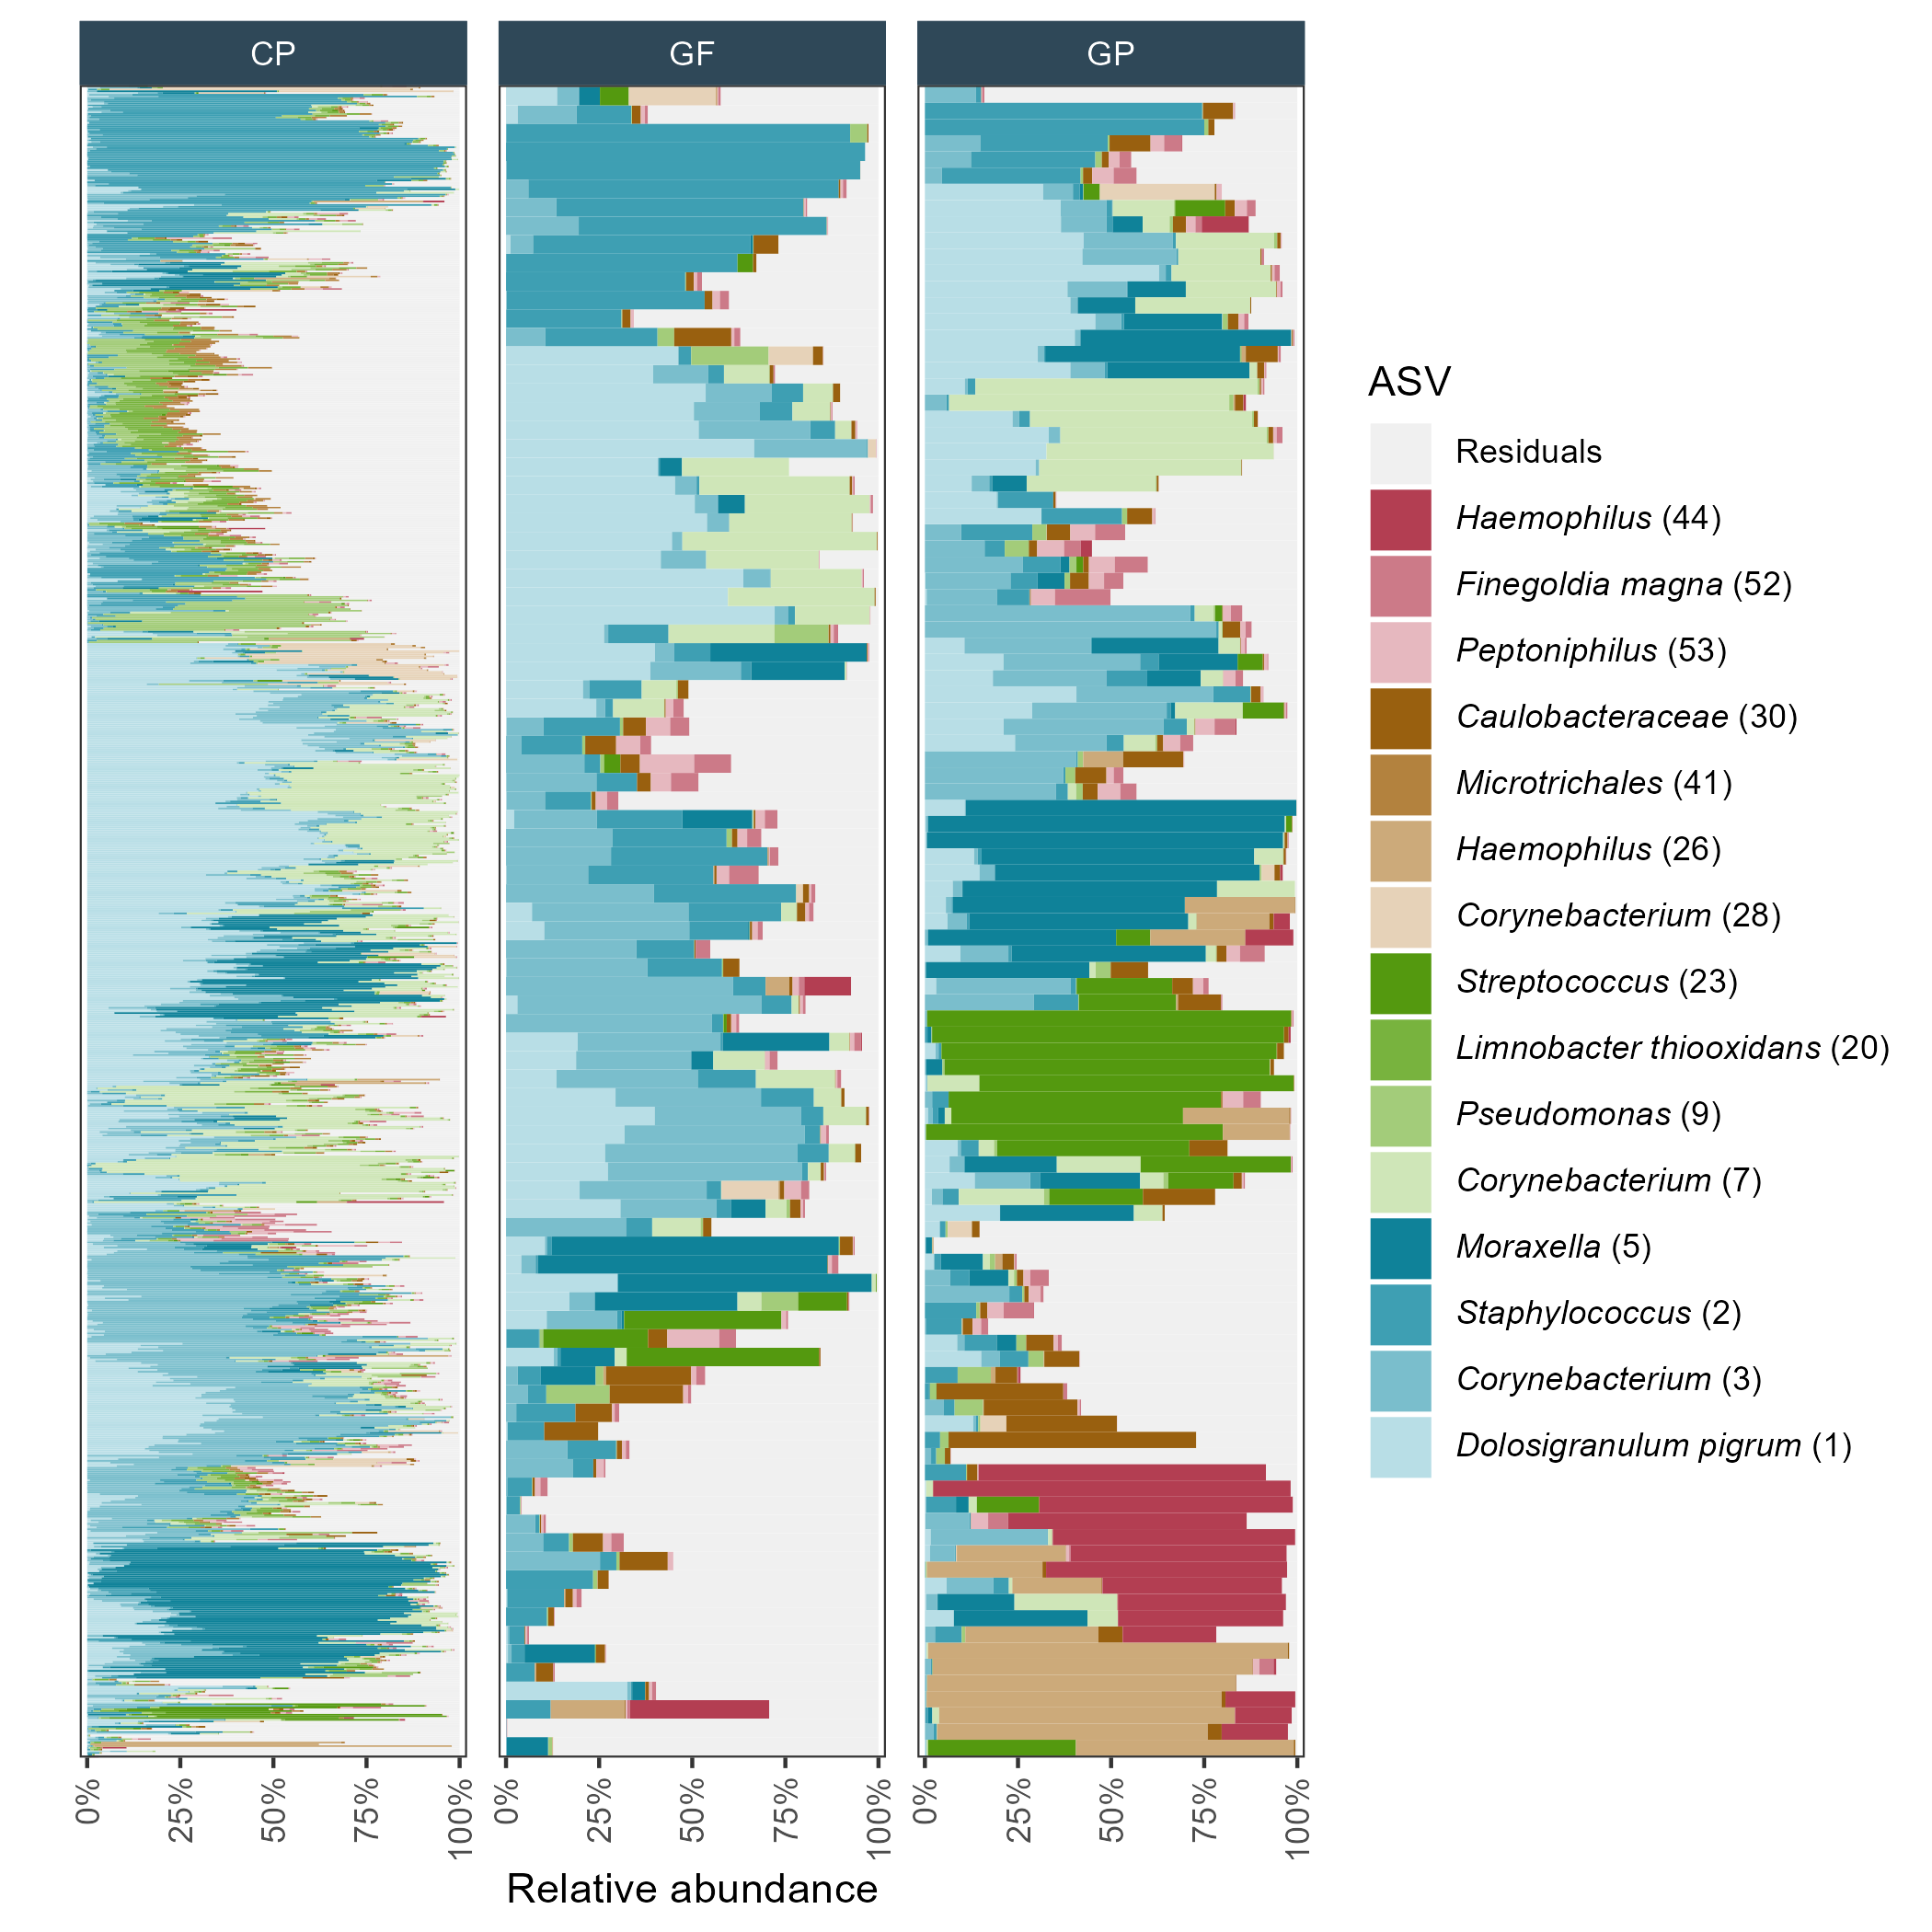 CP
GF
GP
0%
25%
50%
75%
100%
0%
25%
50%
75%
100%
0%
25%
50%
75%
100%
Relative abundance
ASV
Residuals
Haemophilus (44)
Finegoldia magna (52)
Peptoniphilus (53)
Caulobacteraceae (30)
Microtrichales (41)
Haemophilus (26)
Corynebacterium (28)
Streptococcus (23)
Limnobacter thiooxidans (20)
Pseudomonas (9)
Corynebacterium (7)
Moraxella (5)
Staphylococcus (2)
Corynebacterium (3)
Dolosigranulum pigrum (1)